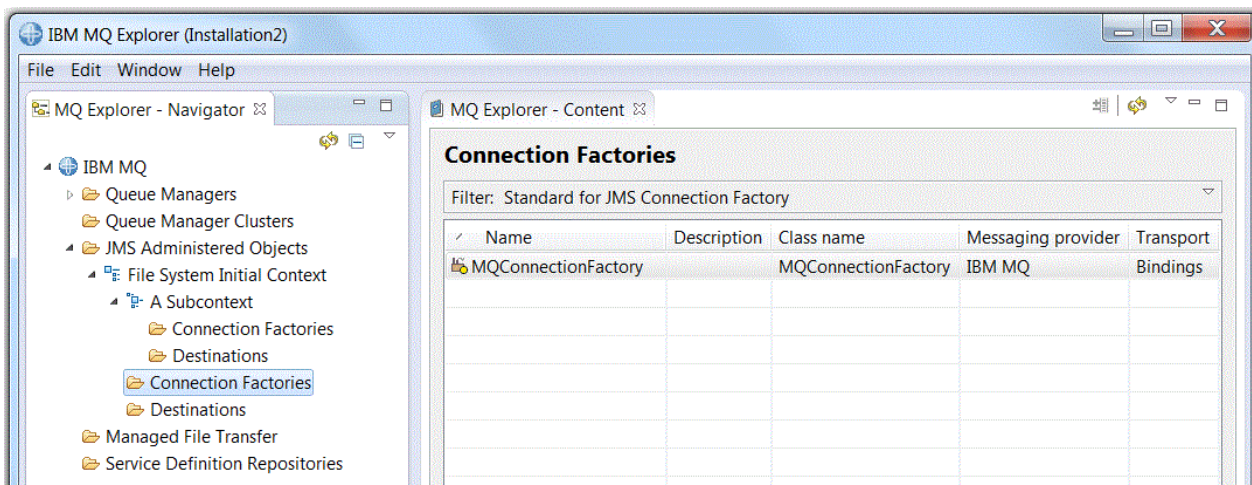 IBM MQ Explorer (Installation2)
File Edit Window Help
MQ Explorer - Navigator
IBM MQ
Queue Managers
Queue Manager Clusters
JMS Administered Objects
File System Initial Context
A Subcontext
Connection Factories
Destinations
Connection Factories
Destinations
Managed File Transfer
Service Definition Repositories
MQ Explorer - Content
Connection Factories
Filter: Standard for JMS Connection Factory
Name Description Class name Messaging provider Transport
MQConnectionFactory MQConnectionFactory IBM MQ Bindings